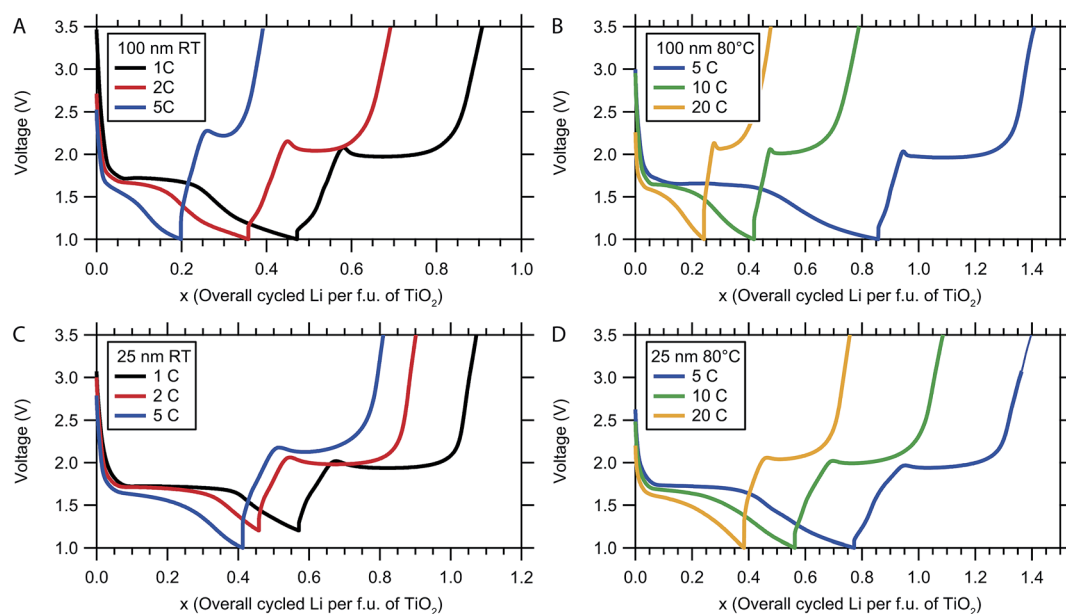 A
3.5
3.0
2.5
2.0
1.5
1.0
Voltage (V)
100 nm RT
1C
2C
5C
0.0 0.2 0.4 0.6 0.8 1.0
x (Overall cycled Li per f.u. of TiO2)
B
3.5
3.0
2.5
2.0
1.5
1.0
Voltage (V)
100 nm 80°C
5 C
10 C
20 C
0.0 0.2 0.4 0.6 0.8 1.0 1.2 1.4
x (Overall cycled Li per f.u. of TiO2)
C
3.5
3.0
2.5
2.0
1.5
1.0
Voltage (V)
25 nm RT
1 C
2 C
5 C
0.0 0.2 0.4 0.6 0.8 1.0 1.2
x (Overall cycled Li per f.u. of TiO2)
D
3.5
3.0
2.5
2.0
1.5
1.0
Voltage (V)
25 nm 80°C
5 C
10 C
20 C
0.0 0.2 0.4 0.6 0.8 1.0 1.2 1.4
x (Overall cycled Li per f.u. of TiO2)